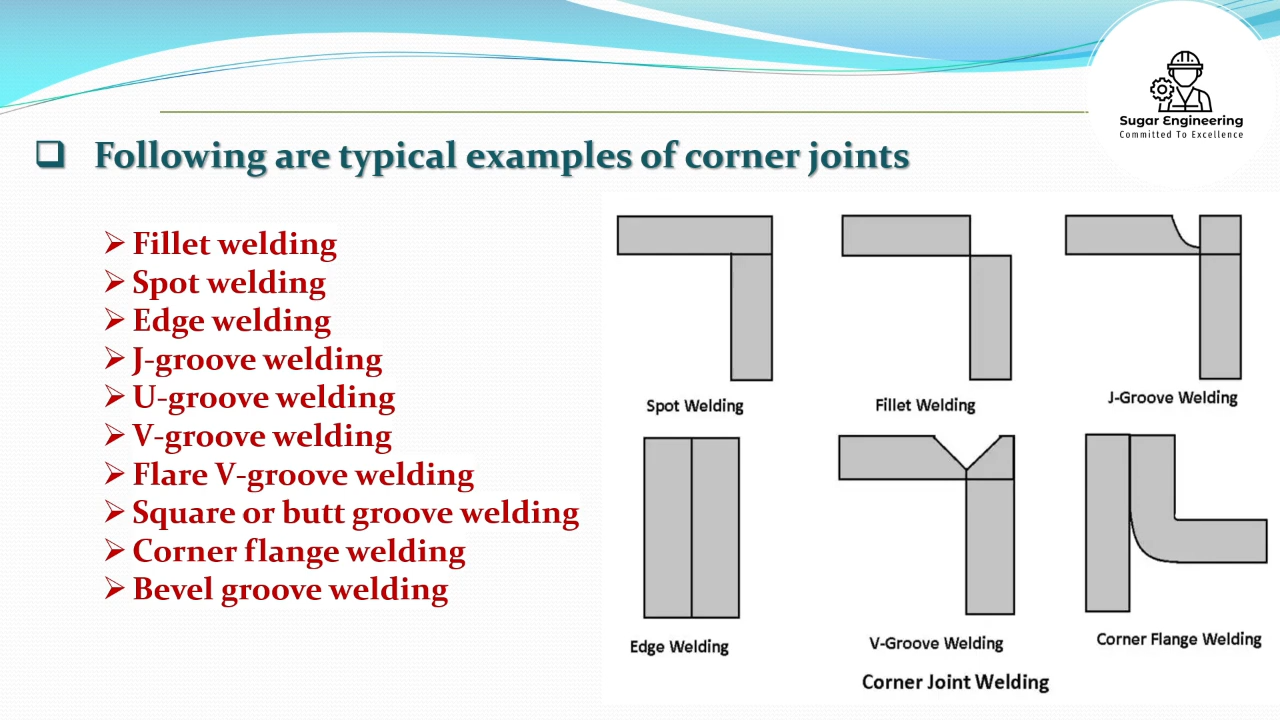 Sugar Engineering
Committed To Excellence
Following are typical examples of corner joints
Fillet welding
Spot welding
Edge welding
J-groove welding
U-groove welding
V-groove welding
Flare V-groove welding
Square or butt groove welding
Corner flange welding
Bevel groove welding
Spot Welding
Fillet Welding
J-Groove Welding
Edge Welding
V-Groove Welding
Corner Flange Welding
Corner Joint Welding